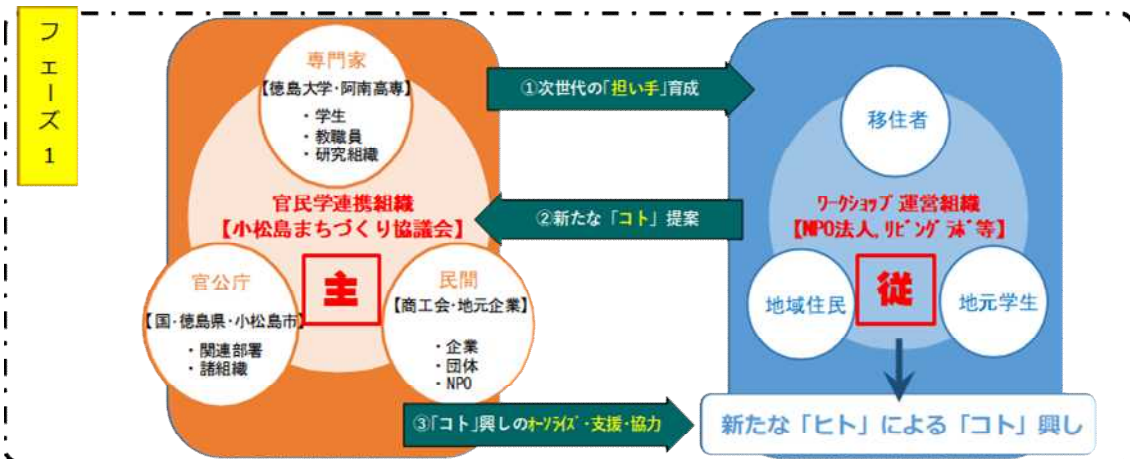 フェーズ1
専門家
【徳島大学・阿南高専】
・学生
・教職員
・研究組織
官民学連携組織
【小松島まちづくり協議会】
主
官公庁
【国・徳島県・小松島市】
・関連部署
・諸組織
民間
【商工会・地元企業】
・企業
・団体
・NPO
①次世代の「担い手」育成
②新たな「コト」提案
③「コト」興しのｵｰｿﾗｲｽﾞ・支援・協力
移住者
ﾜｰｸｼｮｯﾌﾟ運営組織
【NPO法人,ﾘﾋﾞﾝｸﾞﾗﾎﾞ等】
従
地域住民
地元学生
新たな「ヒト」による「コト」興し